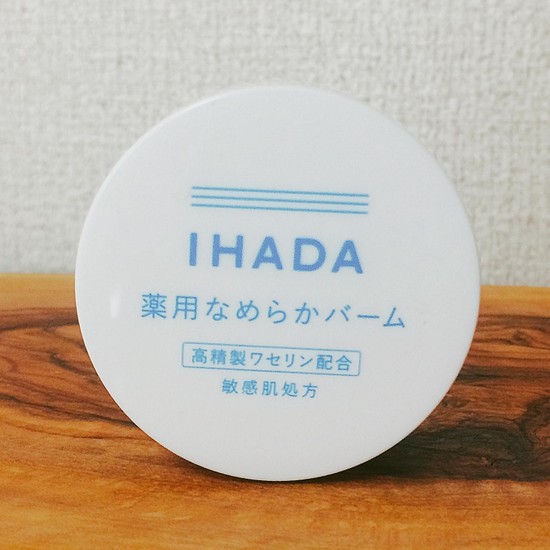 IHADA
薬用なめらかバーム
高精製ワセリン配合
敏感肌処方